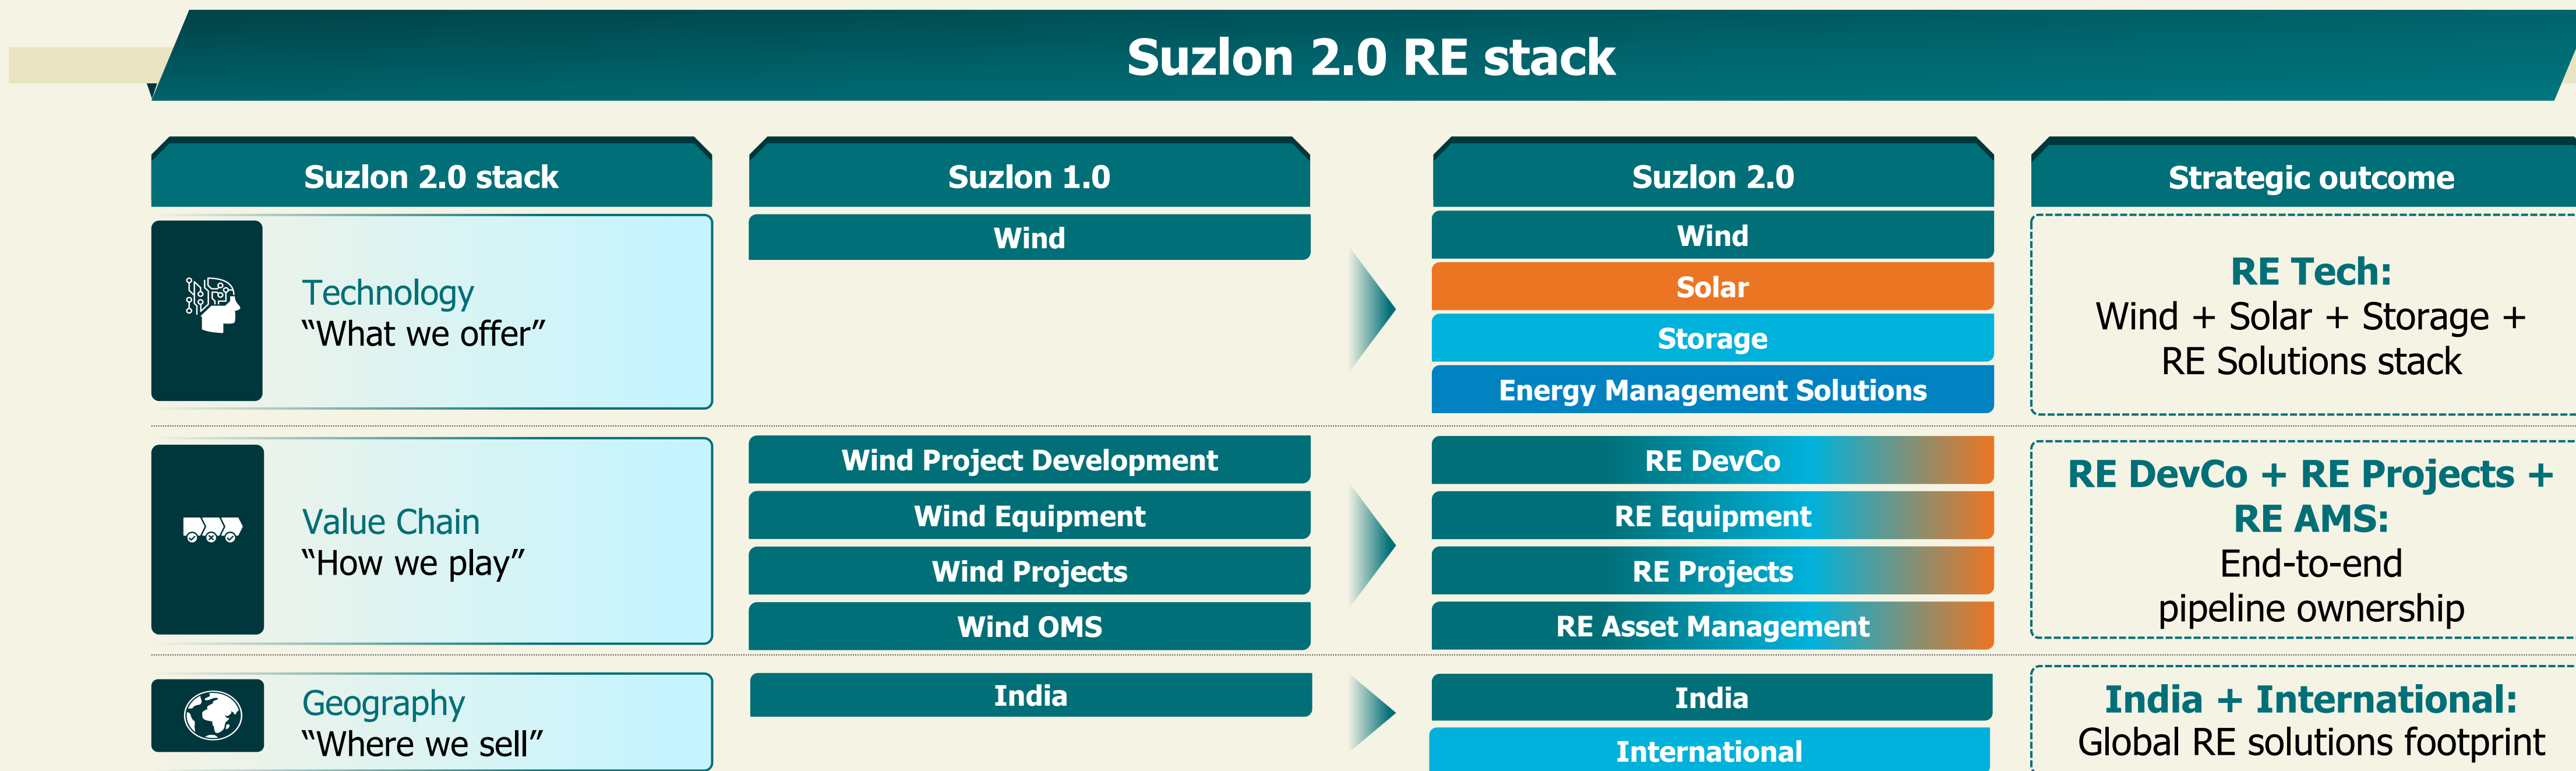 Suzlon 2.0 RE stack
Suzlon 2.0 stack
Suzlon 1.0
Suzlon 2.0
Strategic outcome
Technology
“What we offer”
Wind
Wind
Solar
Storage
Energy Management Solutions
RE Tech:
Wind + Solar + Storage +
RE Solutions stack
Value Chain
“How we play”
Wind Project Development
Wind Equipment
Wind Projects
Wind OMS
RE DevCo
RE Equipment
RE Projects
RE Asset Management
RE DevCo + RE Projects +
RE AMS:
End-to-end
pipeline ownership
Geography
“Where we sell”
India
India
International
India + International:
Global RE solutions footprint